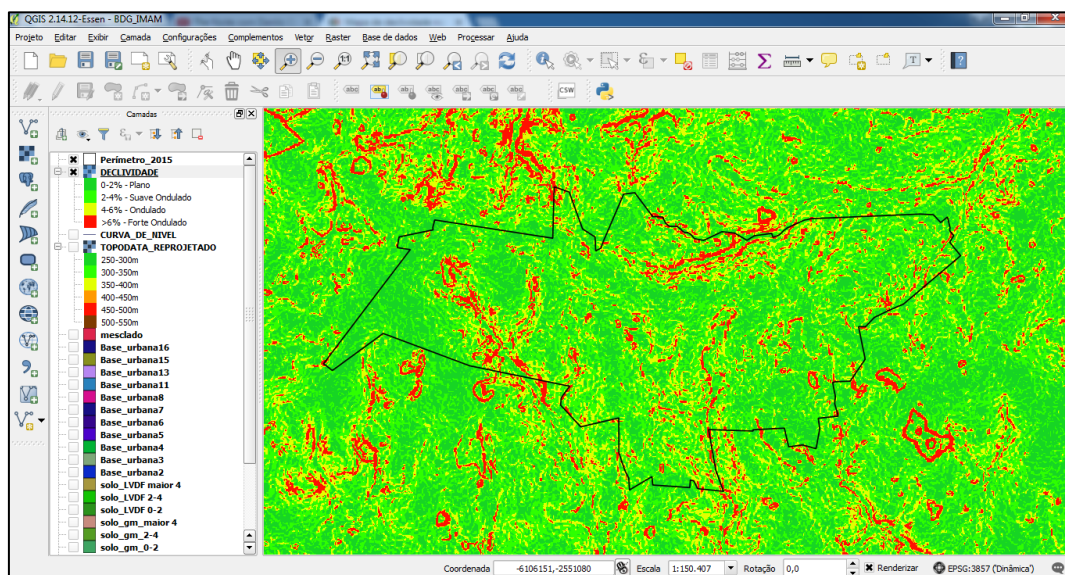 QGIS 2.14.12-Essen - BDG_IMAM
Projeto Editar Exibir Camada Configurações Complementos Vetor Raster Base de dados Web Processar Ajuda
CSW
Camadas
Perímetro_2015
DECLIVIDADE
0-2% - Plano
2-4% - Suave Ondulado
4-6% - Ondulado
>6% - Forte Ondulado
CURVA_DE_NIVEL
TOPODATA_REPROJETADO
250-300m
300-350m
350-400m
400-450m
450-500m
500-550m
mesclado
Base_urbana16
Base_urbana15
Base_urbana13
Base_urbana11
Base_urbana8
Base_urbana7
Base_urbana6
Base_urbana5
Base_urbana4
Base_urbana3
Base_urbana2
solo_LVDF maior 4
solo_LVDF 2-4
solo_LVDF 0-2
solo_gm_maior 4
solo_gm_2-4
solo_gm_0-2
Coordenada -6106151,-2551080 Escala 1:150.407 Rotação 0,0 Renderizar EPSG:3857 ('Dinâmica')